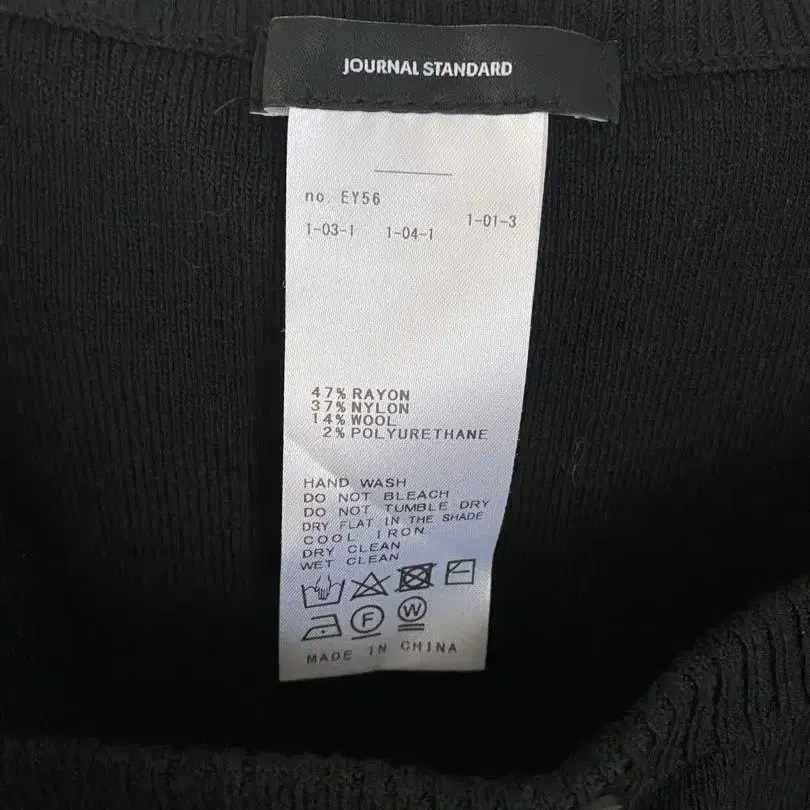 JOURNAL STANDARD
no. EY56
1-03-1 1-04-1 1-01-3
47% RAYON
37% NYLON
14% WOOL
2% POLYURETHANE
HAND WASH
DO NOT BLEACH
DO NOT TUMBLE DRY
DRY FLAT IN THE SHADE
COOL IRON
DRY CLEAN
WET CLEAN
F W
MADE IN CHINA